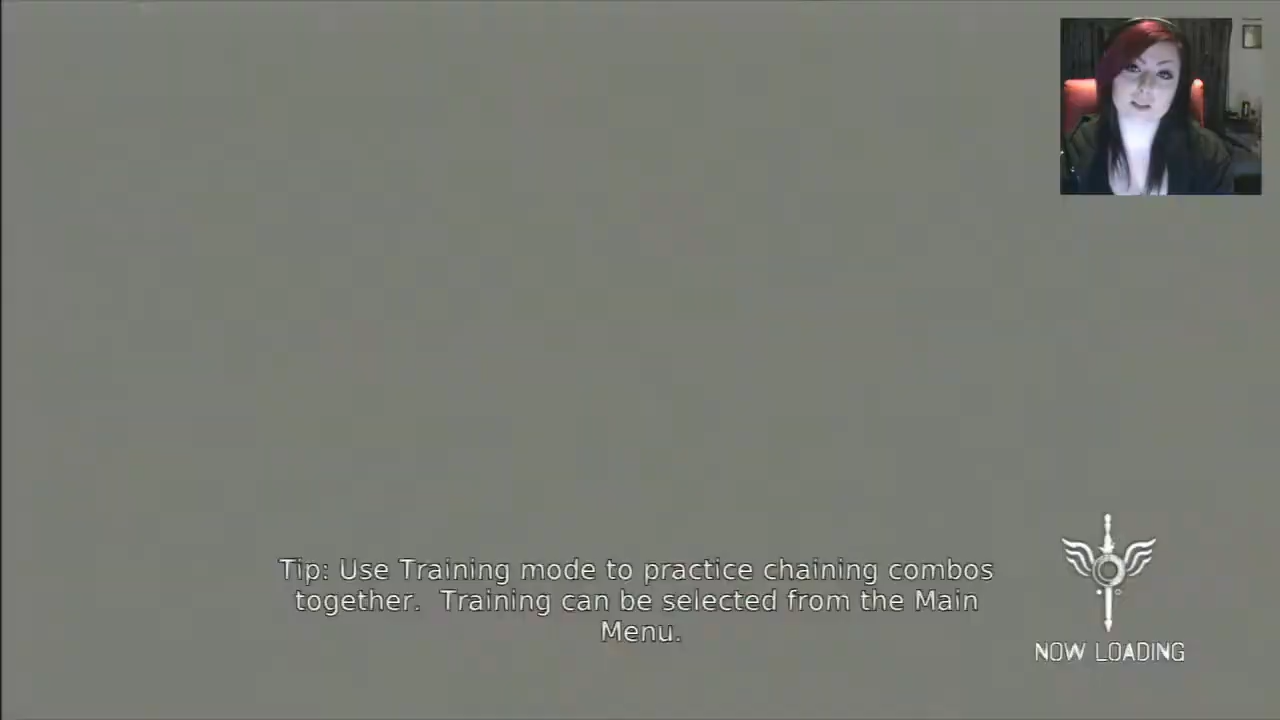 Tip: Use Training mode to practice chaining combos
together.  Training can be selected from the Main
Menu.
NOW LOADING